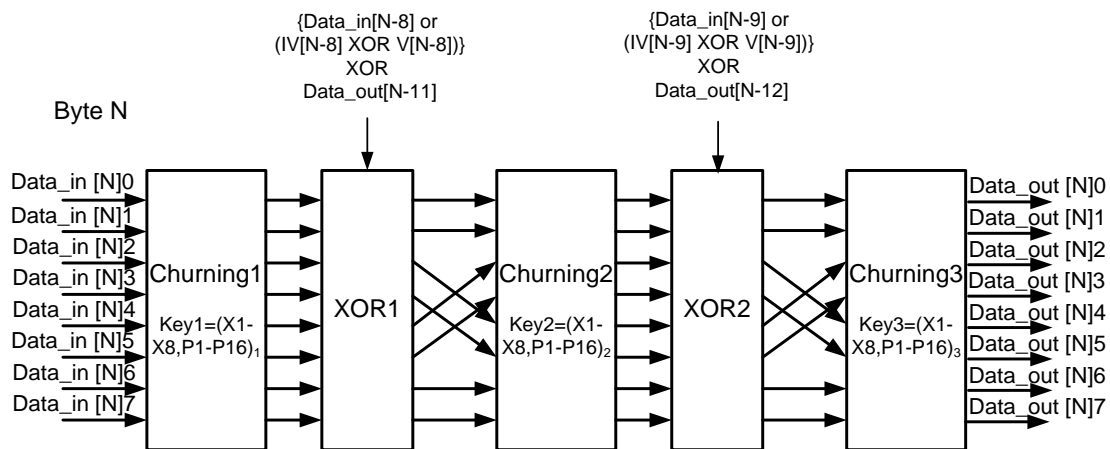 {Data_in[N-8] or
(IV[N-8] XOR V[N-8])}
XOR
Data_out[N-11]
{Data_in[N-9] or
(IV[N-9] XOR V[N-9])}
XOR
Data_out[N-12]
Byte N
Data_in [N]0
Data_in [N]1
Data_in [N]2
Data_in [N]3
Data_in [N]4
Data_in [N]5
Data_in [N]6
Data_in [N]7
Churning1
Key1=(X1-
X8,P1-P16)1
XOR1
Churning2
Key2=(X1-
X8,P1-P16)2
XOR2
Churning3
Key3=(X1-
X8,P1-P16)3
Data_out [N]0
Data_out [N]1
Data_out [N]2
Data_out [N]3
Data_out [N]4
Data_out [N]5
Data_out [N]6
Data_out [N]7